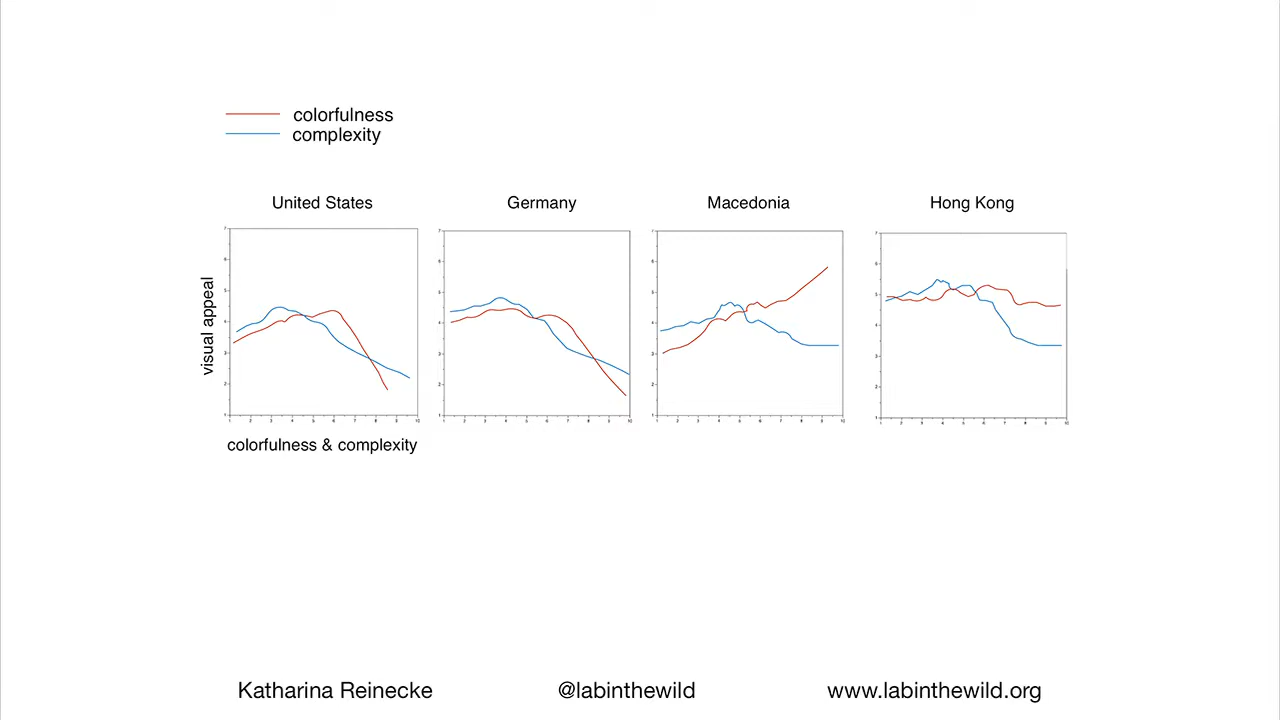 colorfulness
complexity
United States
Germany
Macedonia
Hong Kong
visual appeal
colorfulness & complexity
Katharina Reinecke
@labinthewild
www.labinthewild.org